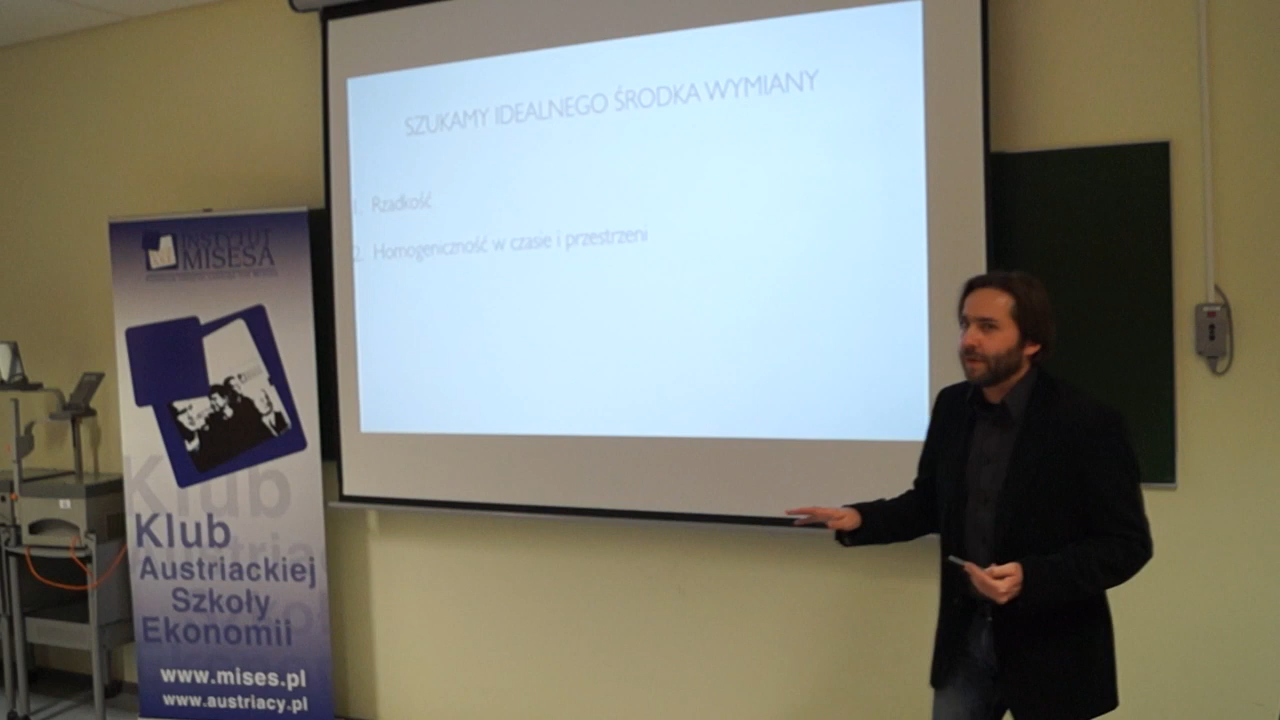 SZUKAMY IDEALNEGO ŚRODKA WYMIANY
1. Rzadkość
2. Homogeniczność w czasie i przestrzeni
INSTYTUT
MISESA
Klub
Klub
Austriackiej
Szkoły
Ekonomii
www.mises.pl
www.austriacy.pl